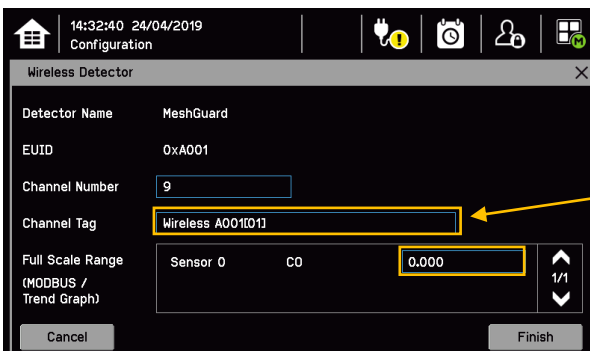 14:32:40 24/04/2019
Configuration
M
Wireless Detector
Detector Name MeshGuard
EUID 0xA001
Channel Number 9
Channel Tag Wireless A001[01]
Full Scale Range Sensor 0 CO 0.000
(MODBUS /
Trend Graph)
1/1
Cancel Finish